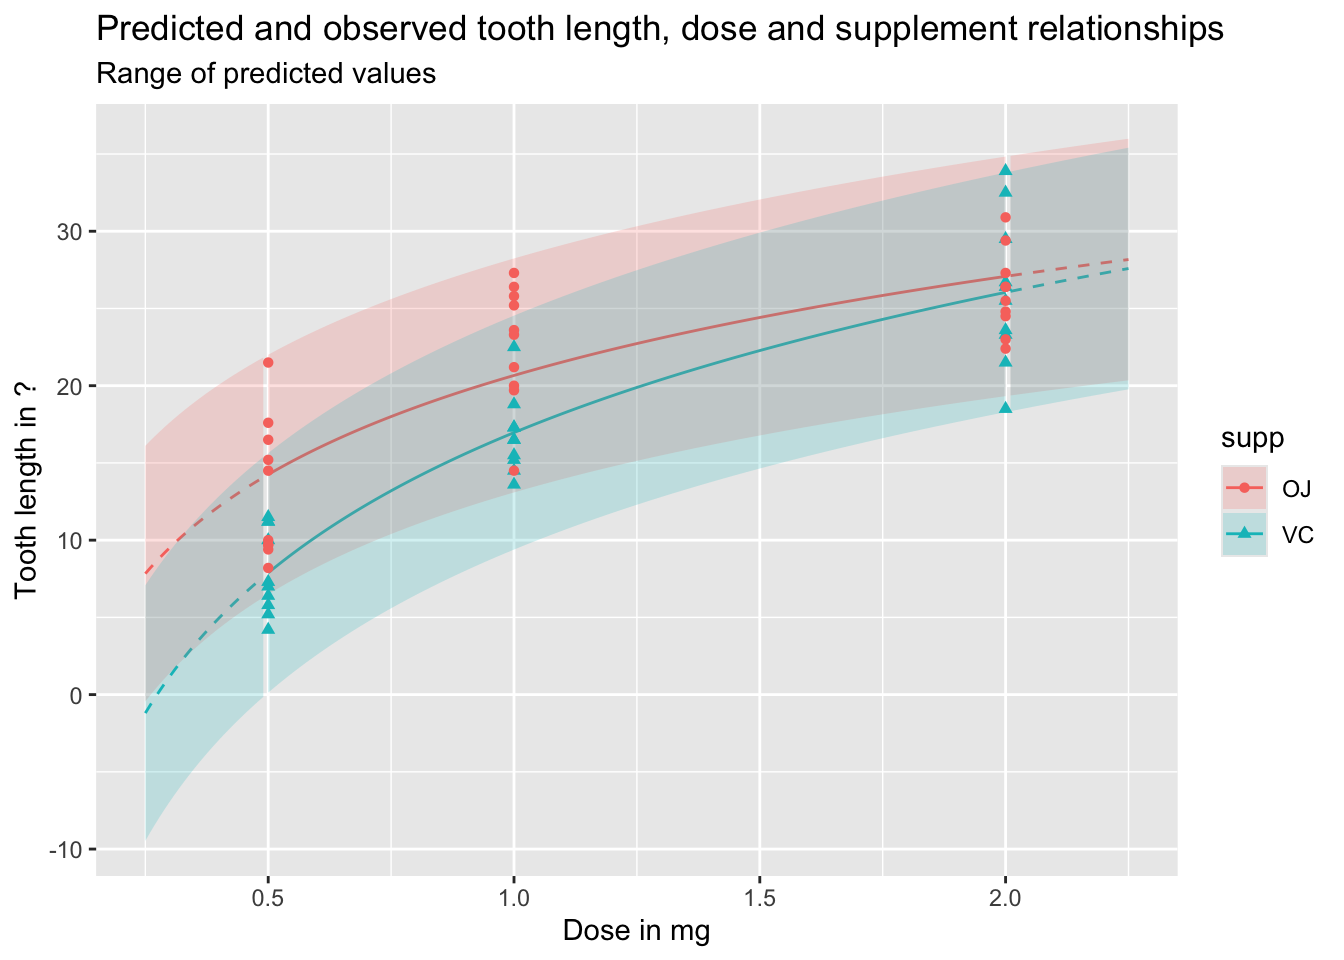 Predicted and observed tooth length, dose and supplement relationships
Range of predicted values
Tooth length in ?
30
20
10
0
-10
0.5
1.0
1.5
2.0
Dose in mg
supp
OJ
VC